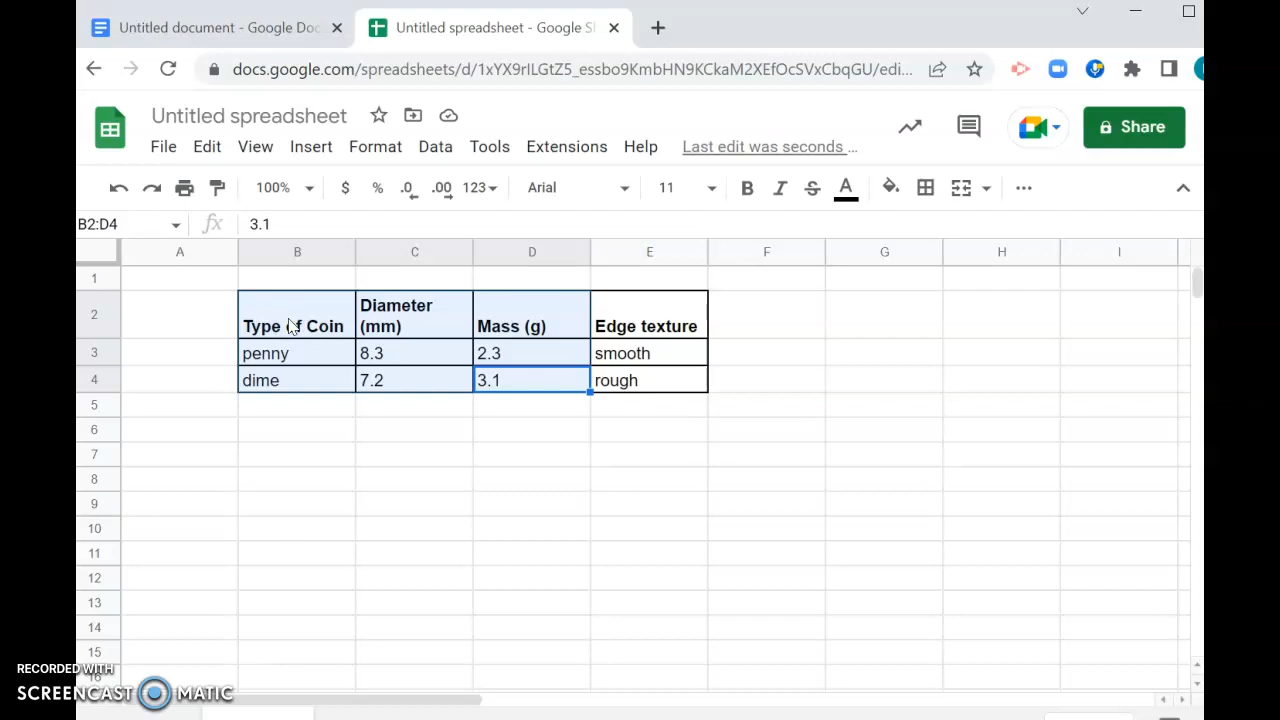 Untitled document - Google Doc
Untitled spreadsheet - Google Sh
docs.google.com/spreadsheets/d/1xYX9rILGtZ5_essbo9KmbHN9KCkaM2XEfOcSVxCbqGU/edi...
Untitled spreadsheet
File Edit View Insert Format Data Tools Extensions Help Last edit was seconds ...
Share
100% $ % .0 .00 123 Arial 11 B I S A ...
B2:D4 fx 3.1
A B C D E F G H I
1
2 Type of Coin Diameter (mm) Mass (g) Edge texture
3 penny 8.3 2.3 smooth
4 dime 7.2 3.1 rough
5
6
7
8
9
10
11
12
13
14
15
16
RECORDED WITH
SCREENCAST MATIC